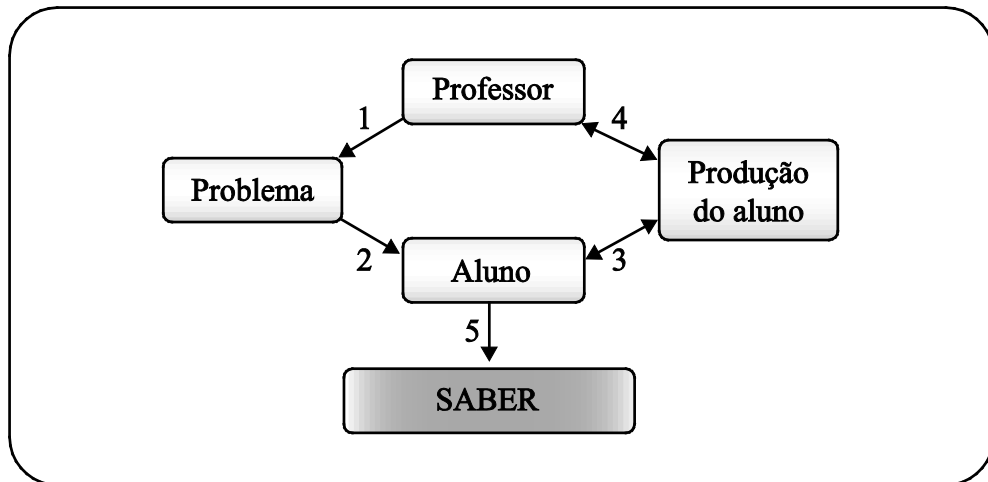 Professor
1
4
Problema
Produção
do aluno
2
Aluno
3
5
SABER